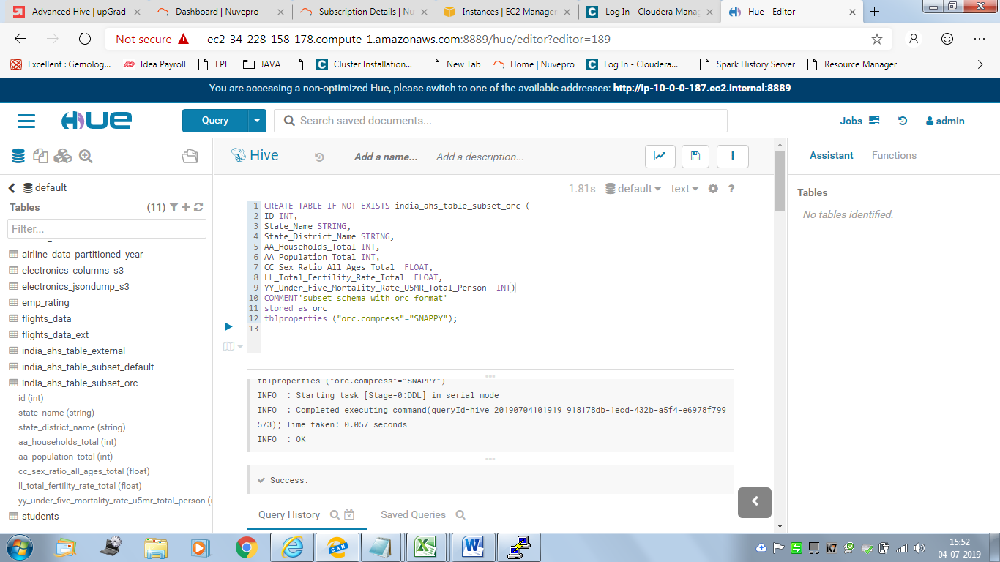 Advanced Hive | upGrad
Dashboard | Nuvepro
Subscription Details | Nu
Instances | EC2 Manager
Log In - Cloudera Manag
Hue - Editor
Not secure
ec2-34-228-158-178.compute-1.amazonaws.com:8889/hue/editor?editor=189
Excellent : Gemolog...
Idea Payroll
EPF
JAVA
Cluster Installation...
New Tab
Home | Nuvepro
Log In - Cloudera...
Spark History Server
Resource Manager
You are accessing a non-optimized Hue, please switch to one of the available addresses: http://ip-10-0-0-187.ec2.internal:8889
HUE
Query
Search saved documents...
Jobs
admin
Hive
Add a name...
Add a description...
Assistant
Functions
default
Tables
(11)
Filter...
airline_data
airline_data_partitioned_year
electronics_columns_s3
electronics_jsondump_s3
emp_rating
flights_data
flights_data_ext
india_ahs_table_external
india_ahs_table_subset_default
india_ahs_table_subset_orc
id (int)
state_name (string)
state_district_name (string)
aa_households_total (int)
aa_population_total (int)
cc_sex_ratio_all_ages_total (float)
ll_total_fertility_rate_total (float)
yy_under_five_mortality_rate_u5mr_total_person (i
students
1.81s
default
text
?
1 CREATE TABLE IF NOT EXISTS india_ahs_table_subset_orc (
2 ID INT,
3 State_Name STRING,
4 State_District_Name STRING,
5 AA_Households_Total INT,
6 AA_Population_Total INT,
7 CC_Sex_Ratio_All_Ages_Total  FLOAT,
8 LL_Total_Fertility_Rate_Total  FLOAT,
9 YY_Under_Five_Mortality_Rate_U5MR_Total_Person  INT)
10 COMMENT'subset schema with orc format'
11 stored as orc
12 tblproperties ("orc.compress"="SNAPPY");
13
tblproperties ("orc.compress"="SNAPPY")
INFO  : Starting task [Stage-0:DDL] in serial mode
INFO  : Completed executing command(queryId=hive_20190704101919_918178db-1ecd-432b-a5f4-e6978f799
573); Time taken: 0.057 seconds
INFO  : OK
Success.
Query History
Saved Queries
Tables
No tables identified.
CAN
K7
15:52
04-07-2019